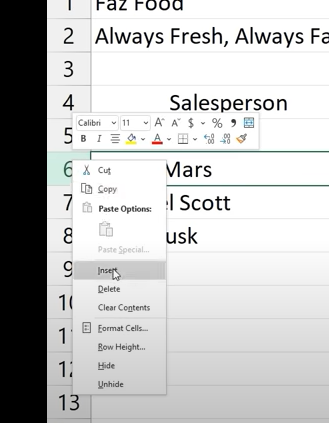 1 Faz Food
2 Always Fresh, Always Fa
3
4 Salesperson
Calibri 11 A^ A˅ $ % 9
5
B I A
6 Mars
Cut
7 el Scott
Copy
Paste Options:
8 usk
Paste Special...
9 Insert
Delete
10 Clear Contents
11 Format Cells...
Row Height...
12 Hide
Unhide
13